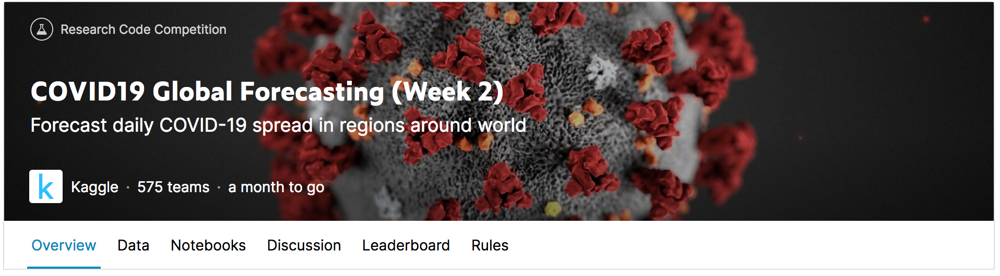 Research Code Competition
COVID19 Global Forecasting (Week 2)
Forecast daily COVID-19 spread in regions around world
k Kaggle · 575 teams · a month to go
Overview Data Notebooks Discussion Leaderboard Rules